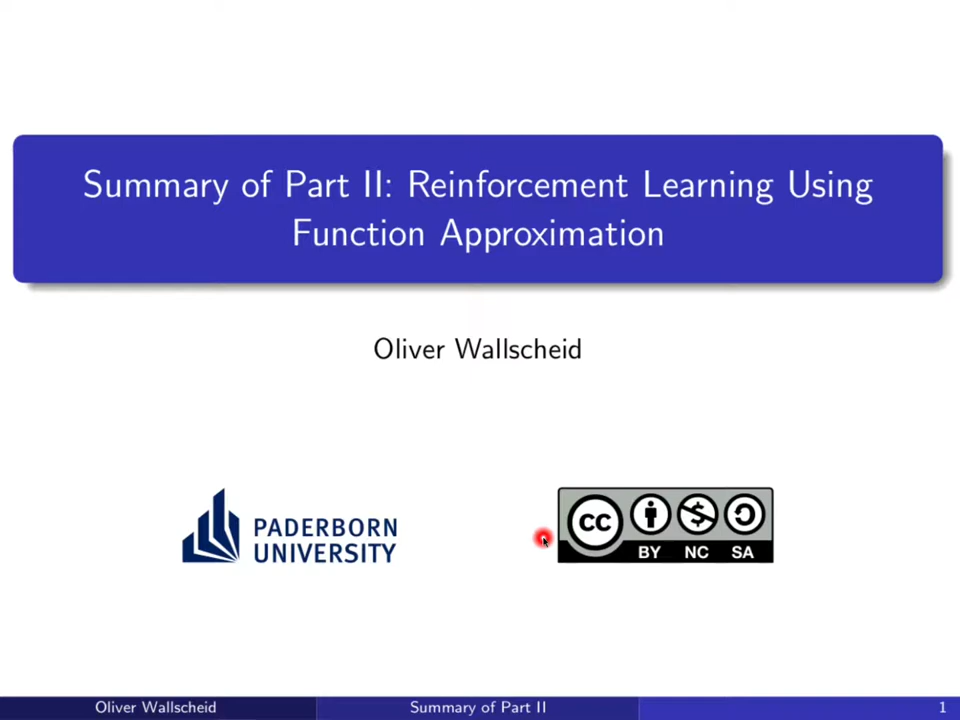 Summary of Part II: Reinforcement Learning Using
Function Approximation
Oliver Wallscheid
PADERBORN
UNIVERSITY
CC
BY NC SA
Oliver Wallscheid Summary of Part II 1